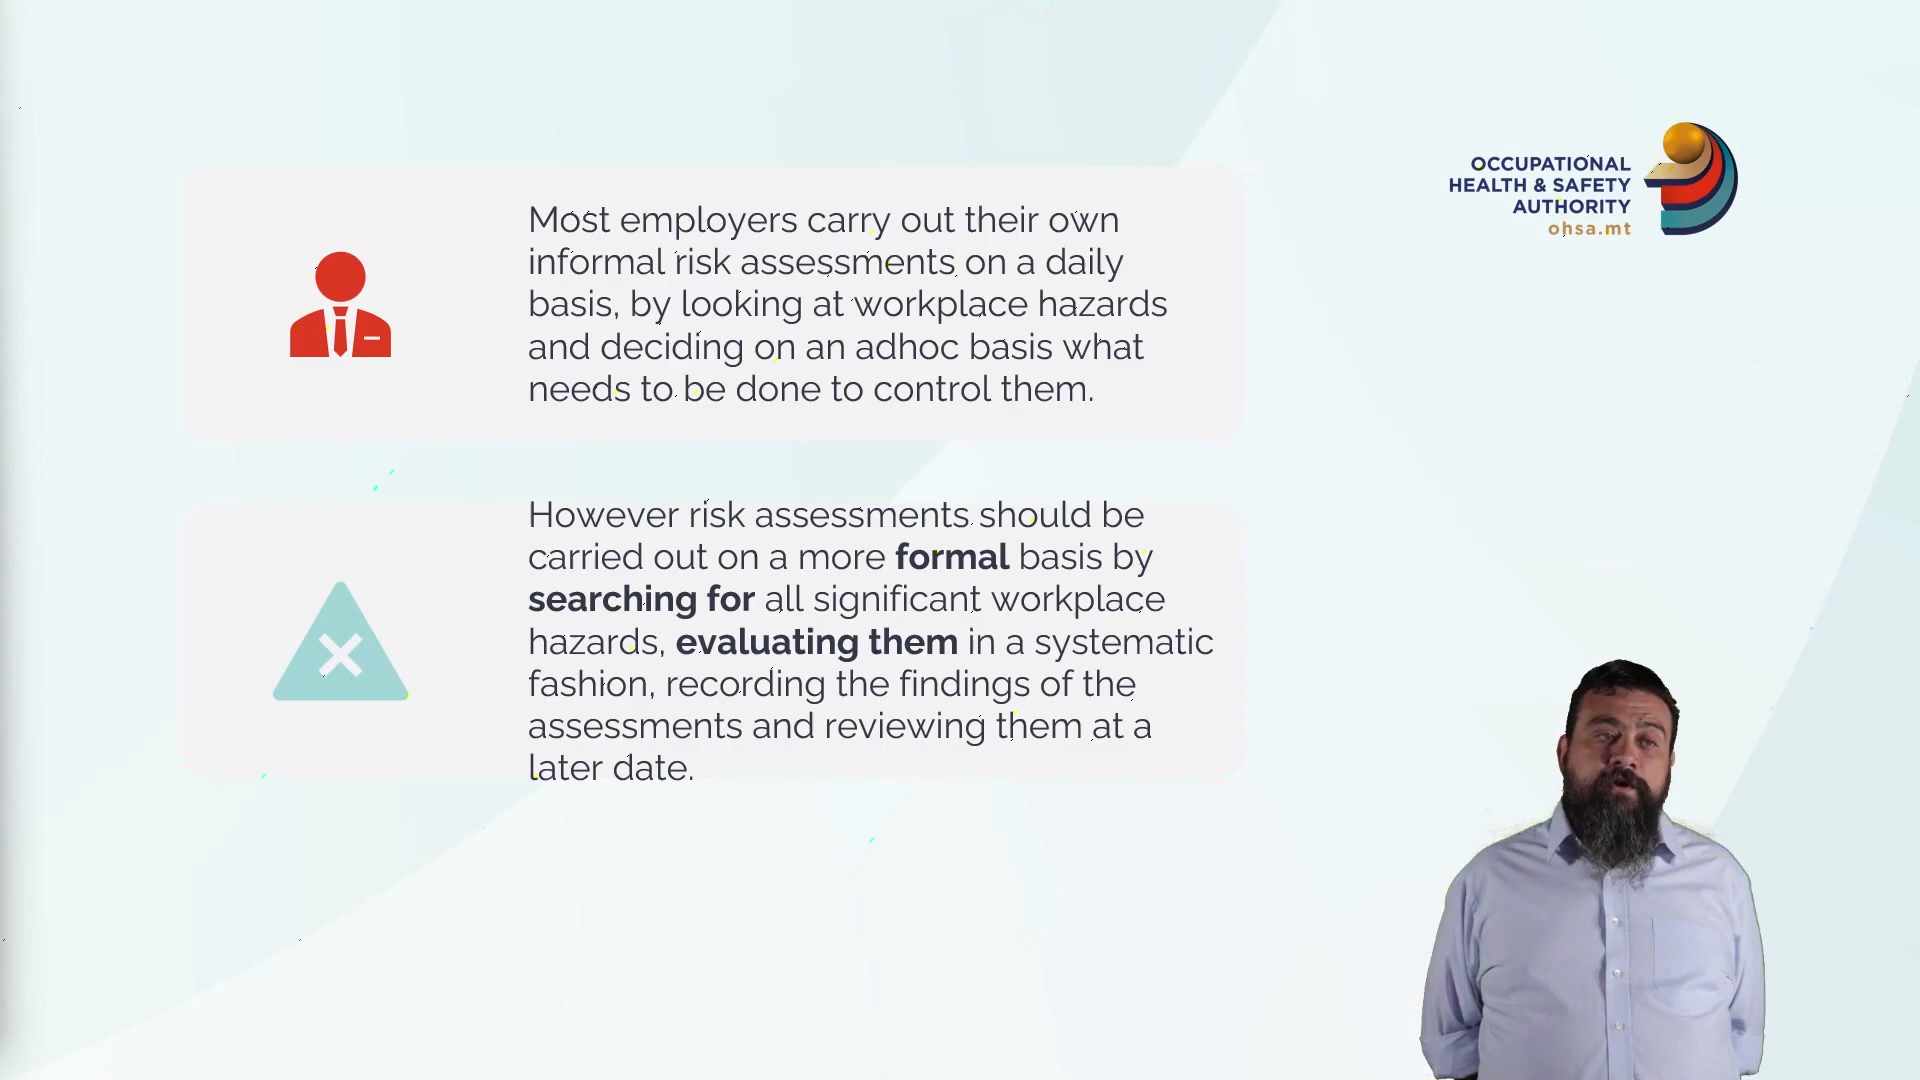 Most employers carry out their own
informal risk assessments on a daily
basis, by looking at workplace hazards
and deciding on an adhoc basis what
needs to be done to control them.
However risk assessments should be
carried out on a more formal basis by
searching for all significant workplace
hazards, evaluating them in a systematic
fashion, recording the findings of the
assessments and reviewing them at a
later date.
OCCUPATIONAL
HEALTH & SAFETY
AUTHORITY
ohsa.mt